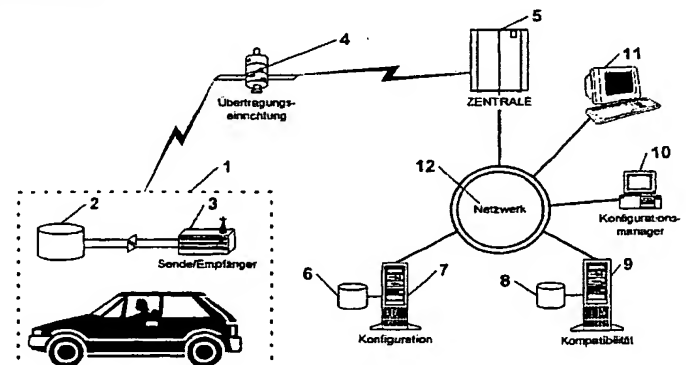 5
4
11
Übertragungs-
einrichtung
ZENTRALE
1
12
10
2
3
Netzwerk
Konfigurations-
manager
Sende/Empfänger
6
7
8
9
Konfiguration
Kompatibilität